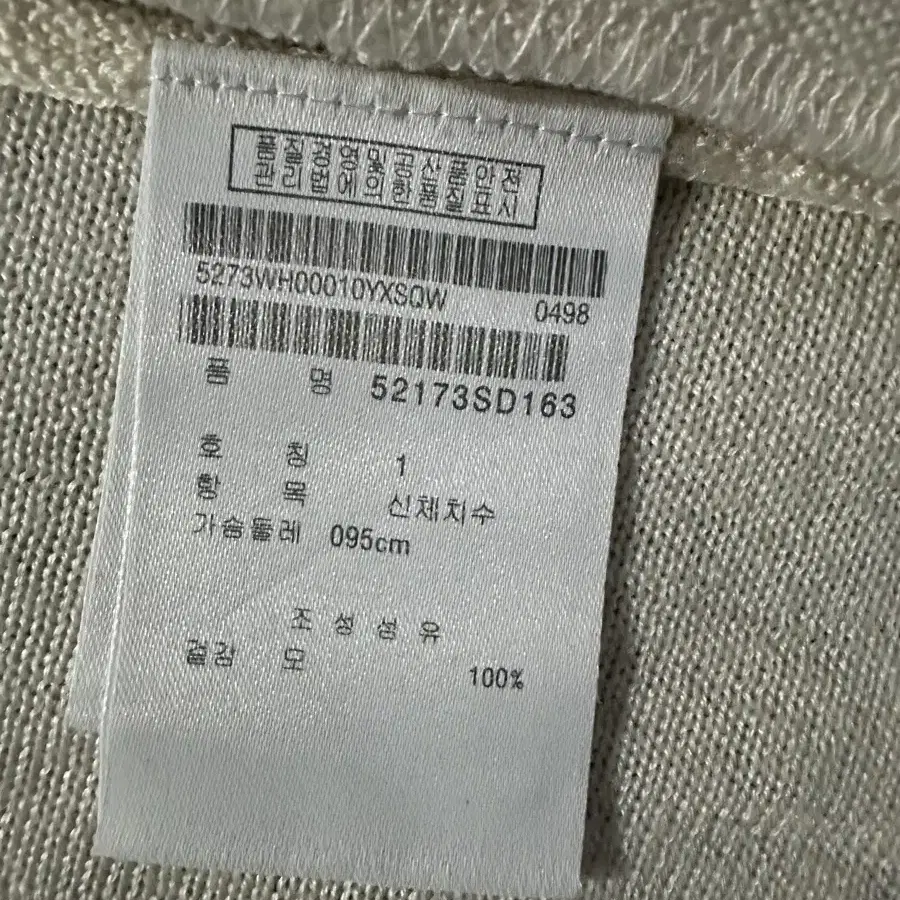 품질경영및공산품안전
관리법에의한품질표시
5273WH00010YXSQW 0498
품 명 52173SD163
호 칭 1
항 목 신체치수
가슴둘레 095cm
조 성 섬 유
겉감 모 100%